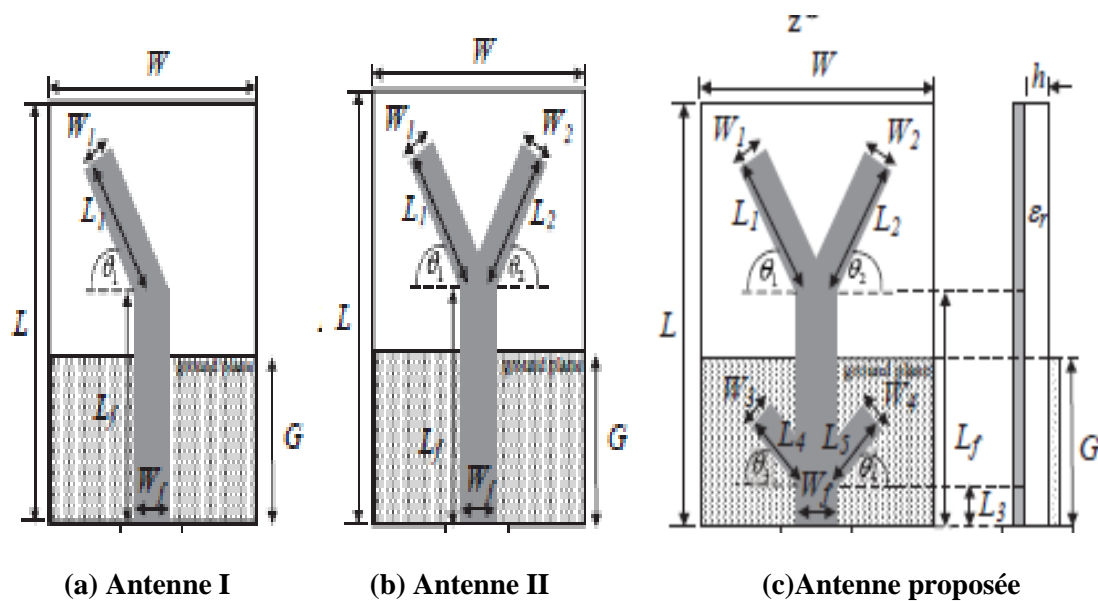 W
W1
L1
θ1
L
ground plane
Lf
G
Wf
(a) Antenne I
W
W1
W2
L1
L2
θ1
θ2
L
.
ground plane
Lf
G
Wf
(b) Antenne II
z
W
h
W1
W2
L1
L2
εr
θ1
θ2
L
ground plane
W3
W4
L4
L5
Lf
G
θ3
Wf
L3
(c)Antenne proposée